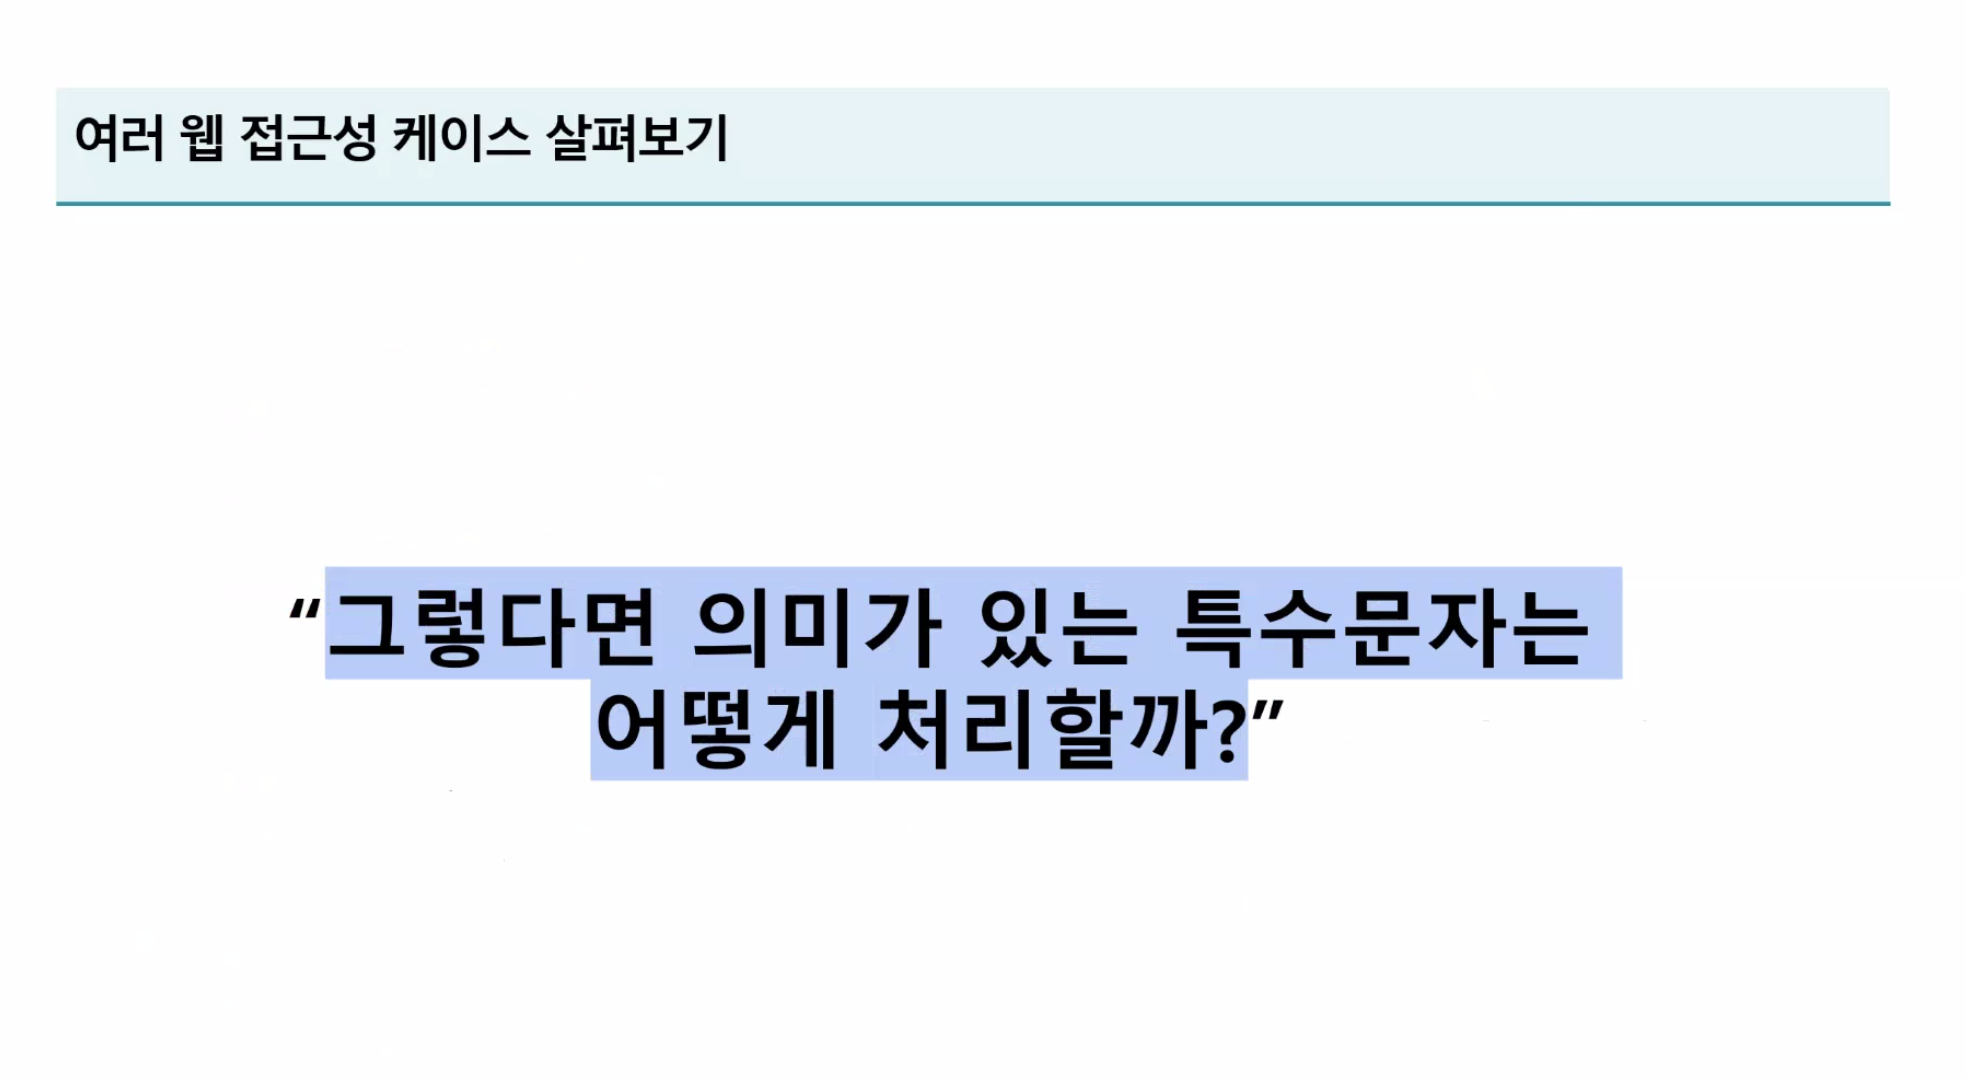 여러 웹 접근성 케이스 살펴보기
“그렇다면 의미가 있는 특수문자는
어떻게 처리할까?”